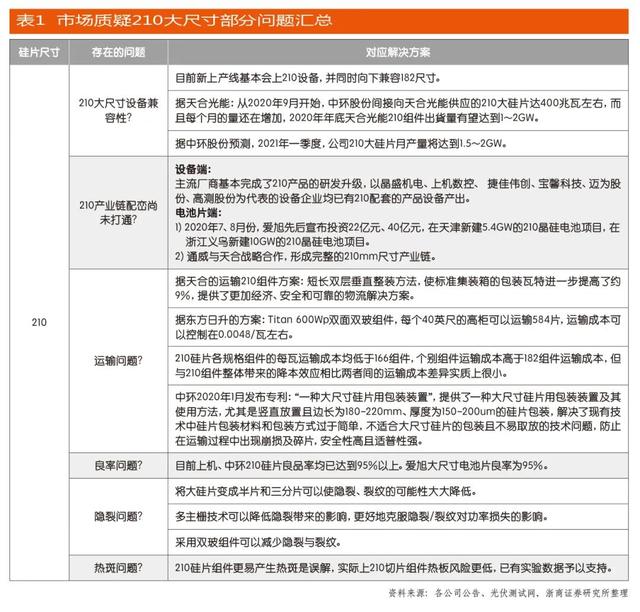 表1 市场质疑210大尺寸部分问题汇总
硅片尺寸
存在的问题
对应解决方案
210
210大尺寸设备兼
容性?
目前新上产线基本会上210设备，并同时向下兼容182尺寸。
据天合光能：从2020年9月开始，中环股份间接向天合光能供应的210大硅片达400兆瓦左右，而
且每个月的量还在增加，2020年年底天合光能210组件出货量有望达到1～2GW。
据中环股份预测，2021年一季度，公司210大硅片月产量将达到1.5～2GW。
210产业链配峦尚
未打通?
设备端：
主流厂商基本完成了210产品的研发升级，以晶盛机电、上机数控、 捷佳伟创、宝馨科技、迈为股
份、高测股份为代表的设备企业均已有210配套的产品设备产出。
电池片端：
1) 2020年7、8月份，爱旭先后宣布投资22亿元、40亿元，在天津新建5.4GW的210晶硅电池项目，在
浙江义乌新建10GW的210晶硅电池项目。
2) 通威与天合战略合作，形成完整的210mm尺寸产业链。
运输问题?
据天合的运输210组件方案：短长双层垂直整装方法，使标准集装箱的包装瓦特进一步提高了约
9%，提供了更加经济、安全和可靠的物流解决方案。
据东方日升的方案：Titan 600Wp双面双玻组件，每个40英尺的高柜可以运输584片，运输成本可
以控制在0.0048/瓦左右。
210硅片各规格组件的每瓦运输成本均低于166组件，个别组件运输成本高于182组件运输成本，但
与210组件整体带来的降本效应相比两者间的运输成本差异实质上很小。
中环2020年1月发布专利：“一种大尺寸硅片用包装装置”，提供了一种大尺寸硅片用包装装置及其
使用方法，尤其是竖直放置且边长为180-220mm、厚度为150-200um的硅片包装，解决了现有技
术中硅片包装材料和包装方式过于简单，不适合大尺寸硅片的包装且不易取放的技术问题，防止
在运输过程中出现崩损及碎片，安全性高且适普性强。
良率问题?
目前上机、中环210硅片良品率均已达到95%以上。爱旭大尺寸电池片良率为95%。
隐裂问题?
将大硅片变成半片和三分片可以使隐裂、裂纹的可能性大大降低。
多主栅技术可以降低隐裂带来的影响，更好地克服隐裂/裂纹对功率损失的影响。
采用双玻组件可以减少隐裂与裂纹。
热斑问题?
210硅片组件更易产生热斑是误解，实际上210切片组件热板风险更低，已有实验数据予以支持。
资料来源：各公司公告、光伏测试网、浙商证券研究所整理